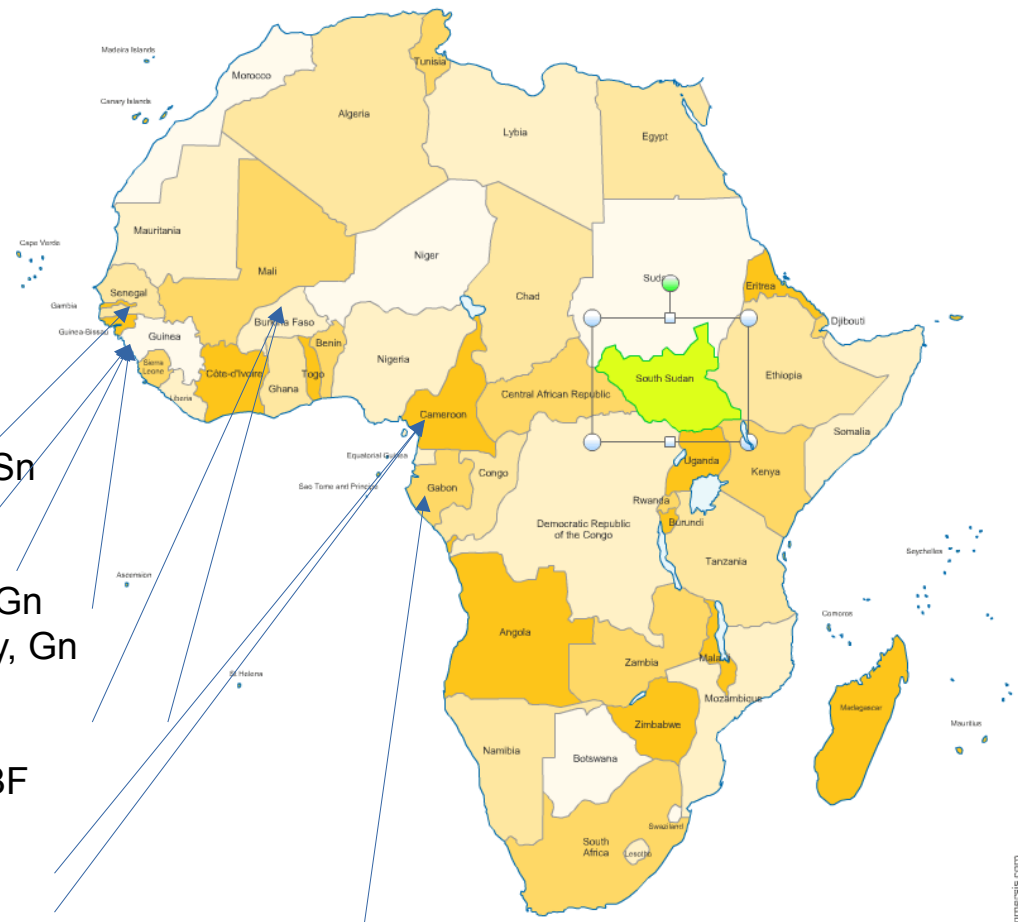 Madeira Islands
Tunisia
Morocco
Canary Islands
Algeria
Lybia
Egypt
Mauritania
Cape Verde
Niger
Mali
Eritrea
Senegal
Chad
Gambia
Djibouti
Burkina Faso
Guinea-Bissau
Guinea
Benin
Nigeria
Sierra
Leone
Côte-d'Ivoire
Togo
Ethiopia
South Sudan
Ghana
Central African Republic
Liberia
Cameroon
Somalia
Equatorial Guinea
Uganda
Sn
Congo
Kenya
Sao Tome and Principe
Gabon
Rwanda
Democratic Republic
of the Congo
Burundi
Seychelles
Tanzania
Ascension
Gn
Comoros
Angola
, Gn
Zambia
St Helena
Mozambique
Madagascar
Zimbabwe
Mauritius
Namibia
Botswana
BF
Swaziland
South
Africa
Lesotho